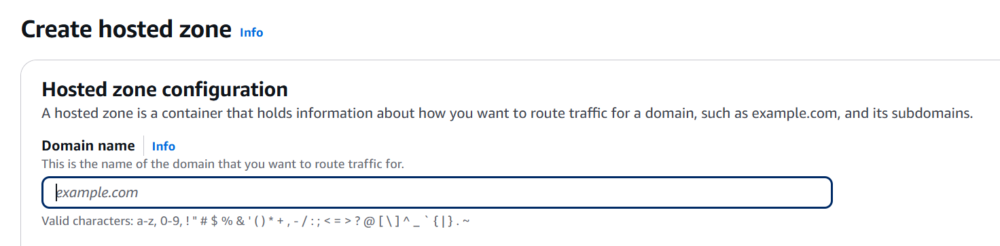 Create hosted zone Info
Hosted zone configuration
A hosted zone is a container that holds information about how you want to route traffic for a domain, such as example.com, and its subdomains.
Domain name Info
This is the name of the domain that you want to route traffic for.
example.com
Valid characters: a-z, 0-9, ! " # $ % & ' ( ) * + , - / : ; < = > ? @ [ \ ] ^ _ ` { | } . ~